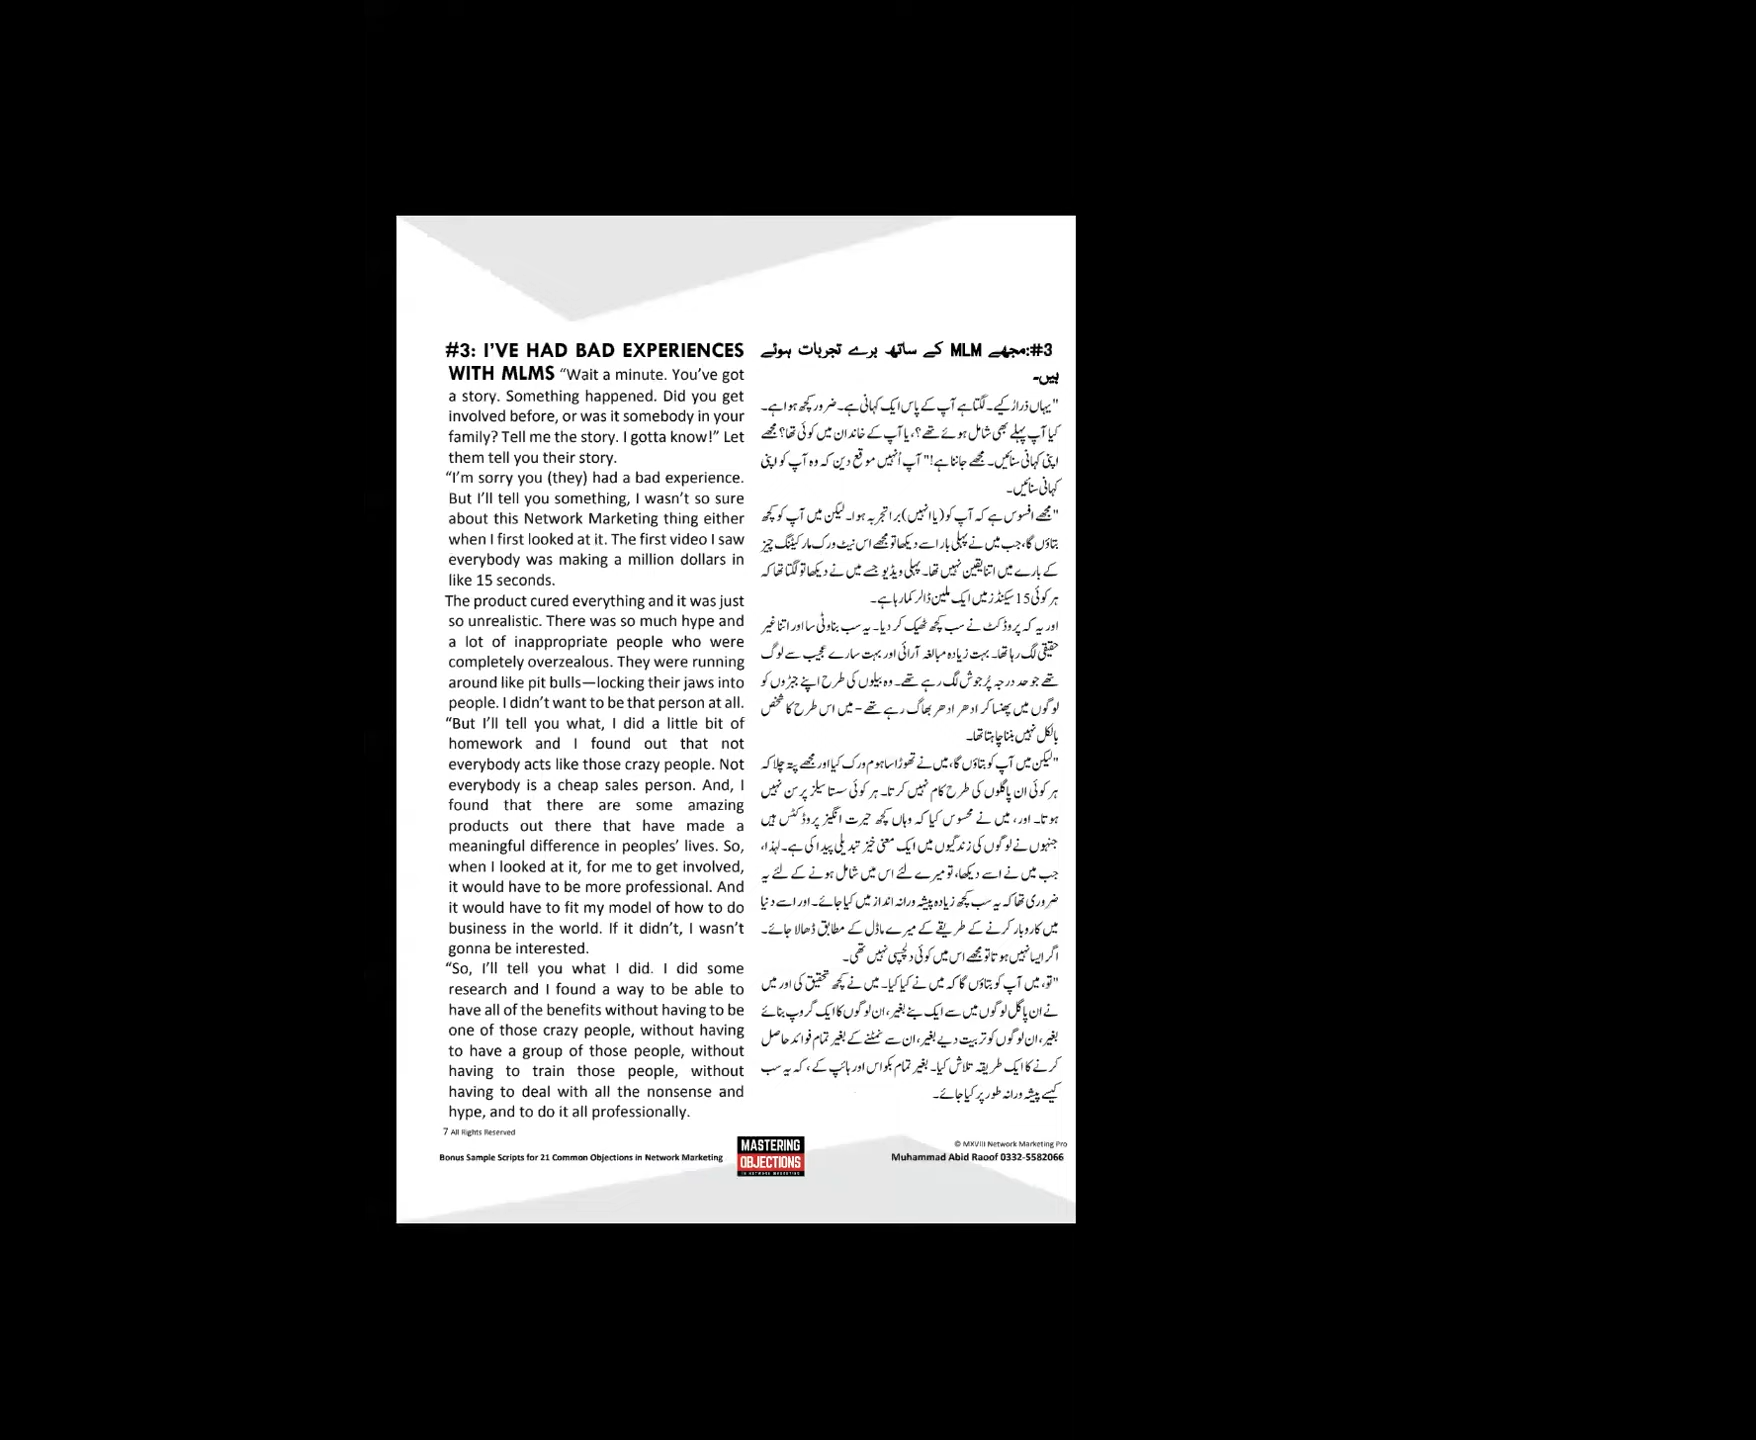 #3: I'VE HAD BAD EXPERIENCES
WITH MLMS “Wait a minute. You’ve got
a story. Something happened. Did you get
involved before, or was it somebody in your
family? Tell me the story. I gotta know!” Let
them tell you their story.
“I’m sorry you (they) had a bad experience.
But I’ll tell you something, I wasn’t so sure
about this Network Marketing thing either
when I first looked at it. The first video I saw
everybody was making a million dollars in
like 15 seconds.
The product cured everything and it was just
so unrealistic. There was so much hype and
a lot of inappropriate people who were
completely overzealous. They were running
around like pit bulls—locking their jaws into
people. I didn’t want to be that person at all.
“But I’ll tell you what, I did a little bit of
homework and I found out that not
everybody acts like those crazy people. Not
everybody is a cheap sales person. And, I
found that there are some amazing
products out there that have made a
meaningful difference in peoples’ lives. So,
when I looked at it, for me to get involved,
it would have to be more professional. And
it would have to fit my model of how to do
business in the world. If it didn’t, I wasn’t
gonna be interested.
“So, I’ll tell you what I did. I did some
research and I found a way to be able to
have all of the benefits without having to be
one of those crazy people, without having
to have a group of those people, without
having to train those people, without
having to deal with all the nonsense and
hype, and to do it all professionally.
#3:مجھے MLM کے ساتھ برے تجربات ہوئے
ہیں۔
"یہاں ذرا رُکیے۔ لگتا ہے آپ کے پاس ایک کہانی ہے۔ ضرور کچھ ہوا ہے۔
کیا آپ پہلے بھی شامل ہوئے تھے؟، یا آپ کے خاندان میں کوئی تھا؟ مجھے
اپنی کہانی سنائیں۔ مجھے جاننا ہے!" آپ اُنہیں موقع دین کہ وہ آپ کو اپنی
کہانی سنائیں۔
"مجھے افسوس ہے کہ آپ کو (یا انہیں) برا تجربہ ہوا۔ لیکن میں آپ کو کچھ
بتاؤں گا، جب میں نے پہلی بار اسے دیکھا تو مجھے اس نیٹ ورک مارکیٹنگ چیز
کے بارے میں اتنا یقین نہیں تھا۔ پہلی ویڈیو جسے میں نے دیکھا تو لگتا تھا کہ
ہر کوئی 15 سیکنڈز میں ایک ملین ڈالر کما رہا ہے۔
اور یہ کہ پروڈکٹ نے سب کچھ ٹھیک کر دیا۔ یہ سب بناوٹی سا اور اتنا غیر
حقیقی لگ رہا تھا۔ بہت زیادہ مبالغہ آرائی اور بہت سارے عجیب سے لوگ
تھے جو حد درجہ پُرجوش لگ رہے تھے۔ وہ بیلوں کی طرح اپنے جبڑوں کو
لوگوں میں پھنسا کر ادھر ادھر بھاگ رہے تھے - میں اس طرح کا شخص
بالکل نہیں بننا چاہتا تھا۔
"لیکن میں آپ کو بتاؤں گا، میں نے تھوڑا سا ہوم ورک کیا اور مجھے پتہ چلا کہ
ہر کوئی ان پاگلوں کی طرح کام نہیں کرتا۔ ہر کوئی سستا سیلز پرسن نہیں
ہوتا۔ اور، میں نے محسوس کیا کہ وہاں کچھ حیرت انگیز پروڈکٹس ہیں
جنہوں نے لوگوں کی زندگیوں میں ایک معنی خیز تبدیلی پیدا کی ہے۔ لہذا،
جب میں نے اسے دیکھا، تو میرے لئے اس میں شامل ہونے کے لئے یہ
ضروری تھا کہ یہ سب کچھ زیادہ پیشہ ورانہ انداز میں کیا جائے۔ اور اسے دنیا
میں کاروبار کرنے کے طریقے کے میرے ماڈل کے مطابق ڈھالا جائے۔
اگر ایسا نہیں ہوتا تو مجھے اس میں کوئی دلچسپی نہیں تھی۔
"تو، میں آپ کو بتاؤں گا کہ میں نے کیا کیا۔ میں نے کچھ تحقیق کی اور میں
نے ان پاگل لوگوں میں سے ایک بنے بغیر، ان لوگوں کا ایک گروپ بنائے
بغیر، ان لوگوں کو تربیت دیے بغیر، ان سے نمٹنے کے بغیر تمام فوائد حاصل
کرنے کا ایک طریقہ تلاش کیا۔ بغیر تمام بکواس اور ہائپ کے، کہ یہ سب
کیسے پیشہ ورانہ طور پر کیا جائے۔
7 All Rights Reserved
© MXVIII Network Marketing Pro
Bonus Sample Scripts for 21 Common Objections in Network Marketing
MASTERING
OBJECTIONS
IN NETWORK MARKETING
Muhammad Abid Raoof 0332-5582066